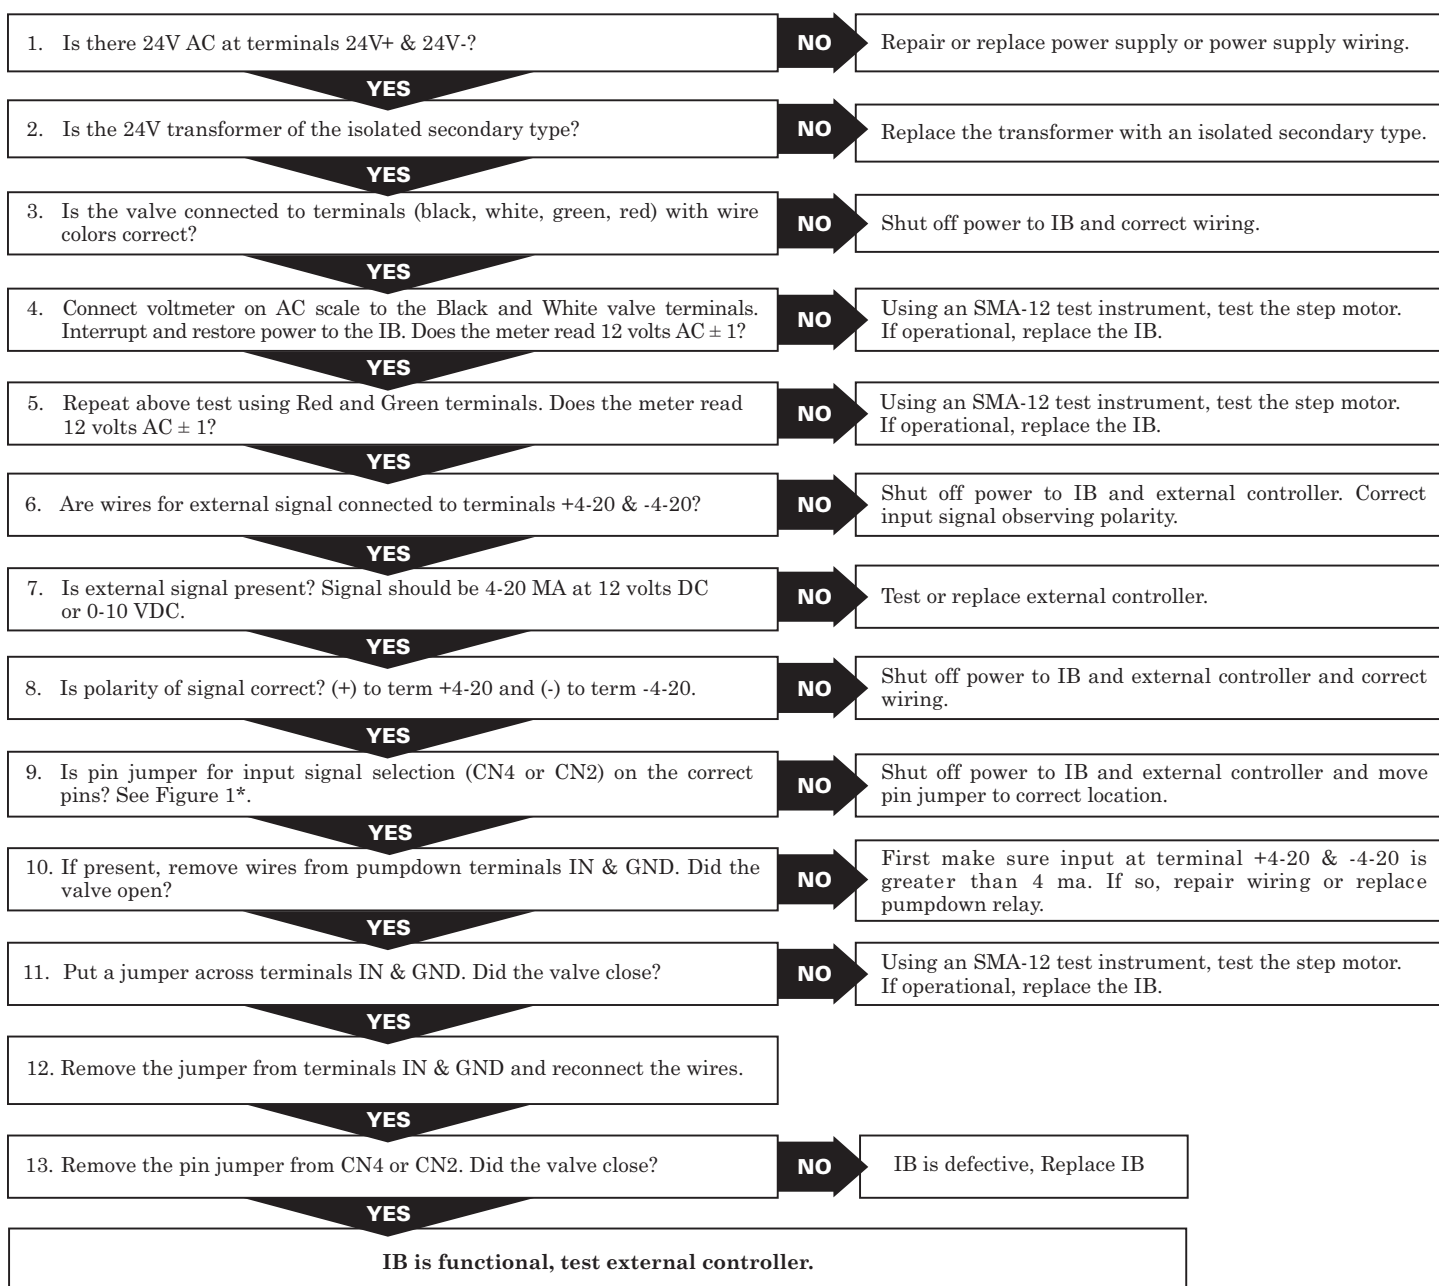 1. Is there 24V AC at terminals 24V+ & 24V-?
NO
Repair or replace power supply or power supply wiring.
YES
2. Is the 24V transformer of the isolated secondary type?
NO
Replace the transformer with an isolated secondary type.
YES
3. Is the valve connected to terminals (black, white, green, red) with wire
colors correct?
NO
Shut off power to IB and correct wiring.
YES
4. Connect voltmeter on AC scale to the Black and White valve terminals.
Interrupt and restore power to the IB. Does the meter read 12 volts AC ± 1?
NO
Using an SMA-12 test instrument, test the step motor.
If operational, replace the IB.
YES
5. Repeat above test using Red and Green terminals. Does the meter read
12 volts AC ± 1?
NO
Using an SMA-12 test instrument, test the step motor.
If operational, replace the IB.
YES
6. Are wires for external signal connected to terminals +4-20 & -4-20?
NO
Shut off power to IB and external controller. Correct
input signal observing polarity.
YES
7. Is external signal present? Signal should be 4-20 MA at 12 volts DC
or 0-10 VDC.
NO
Test or replace external controller.
YES
8. Is polarity of signal correct? (+) to term +4-20 and (-) to term -4-20.
NO
Shut off power to IB and external controller and correct
wiring.
YES
9. Is pin jumper for input signal selection (CN4 or CN2) on the correct
pins? See Figure 1*.
NO
Shut off power to IB and external controller and move
pin jumper to correct location.
YES
10. If present, remove wires from pumpdown terminals IN & GND. Did the
valve open?
NO
First make sure input at terminal +4-20 & -4-20 is
greater than 4 ma. If so, repair wiring or replace
pumpdown relay.
YES
11. Put a jumper across terminals IN & GND. Did the valve close?
NO
Using an SMA-12 test instrument, test the step motor.
If operational, replace the IB.
YES
12. Remove the jumper from terminals IN & GND and reconnect the wires.
YES
13. Remove the pin jumper from CN4 or CN2. Did the valve close?
NO
IB is defective, Replace IB
YES
IB is functional, test external controller.